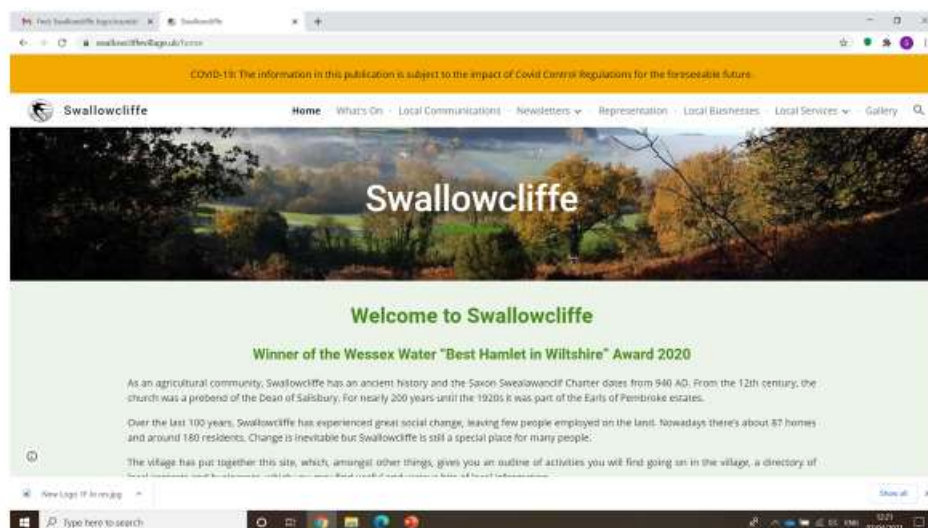 Swallowcliffe
swallowcliffevillage.uk/home
COVID-19: The information in this publication is subject to the impact of Covid Control Regulations for the foreseeable future.
Swallowcliffe
Home What's On Local Communications Newsletters Representation Local Businesses Local Services Gallery
Swallowcliffe
Welcome to Swallowcliffe
Winner of the Wessex Water "Best Hamlet in Wiltshire" Award 2020
As an agricultural community, Swallowcliffe has an ancient history and the Saxon Swealawanclif Charter dates from 940 AD. From the 12th century, the
church was a prebend of the Dean of Salisbury. For nearly 200 years until the 1920s it was part of the Earls of Pembroke estates.
Over the last 100 years, Swallowcliffe has experienced great social change, leaving few people employed on the land. Nowadays there's about 87 homes
and around 180 residents. Change is inevitable but Swallowcliffe is still a special place for many people.
The village has put together this site, which, amongst other things, gives you an outline of activities you will find going on in the village, a directory of
Show all
Type here to search
12:21